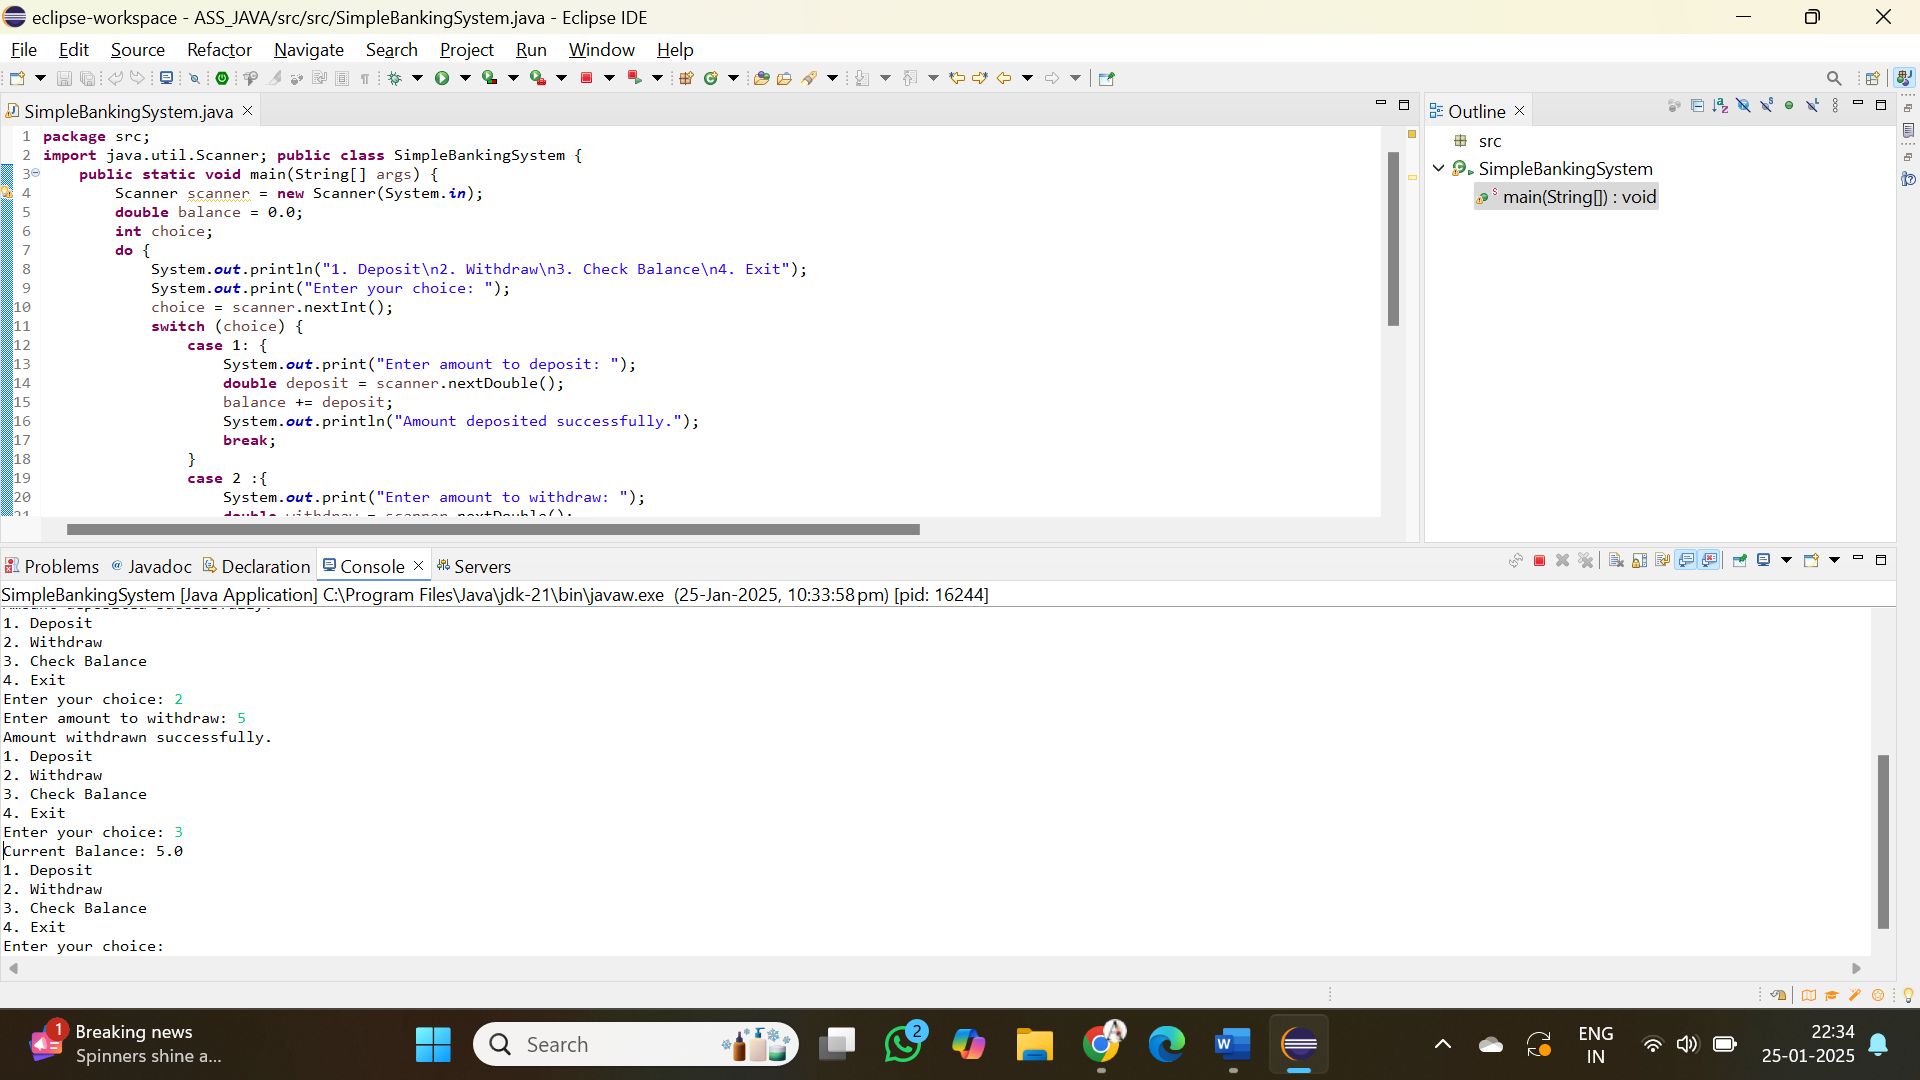 eclipse-workspace - ASS_JAVA/src/src/SimpleBankingSystem.java - Eclipse IDE
File Edit Source Refactor Navigate Search Project Run Window Help
SimpleBankingSystem.java
1 package src;
2 import java.util.Scanner; public class SimpleBankingSystem {
3 public static void main(String[] args) {
4 Scanner scanner = new Scanner(System.in);
5 double balance = 0.0;
6 int choice;
7 do {
8 System.out.println("1. Deposit\n2. Withdraw\n3. Check Balance\n4. Exit");
9 System.out.print("Enter your choice: ");
10 choice = scanner.nextInt();
11 switch (choice) {
12 case 1: {
13 System.out.print("Enter amount to deposit: ");
14 double deposit = scanner.nextDouble();
15 balance += deposit;
16 System.out.println("Amount deposited successfully.");
17 break;
18 }
19 case 2 :{
20 System.out.print("Enter amount to withdraw: ");
21 double withdraw = scanner.nextDouble();
Outline
src
SimpleBankingSystem
main(String[]) : void
Problems Javadoc Declaration Console Servers
SimpleBankingSystem [Java Application] C:\Program Files\Java\jdk-21\bin\javaw.exe (25-Jan-2025, 10:33:58 pm) [pid: 16244]
Amount deposited successfully.
1. Deposit
2. Withdraw
3. Check Balance
4. Exit
Enter your choice: 2
Enter amount to withdraw: 5
Amount withdrawn successfully.
1. Deposit
2. Withdraw
3. Check Balance
4. Exit
Enter your choice: 3
Current Balance: 5.0
1. Deposit
2. Withdraw
3. Check Balance
4. Exit
Enter your choice:
1
Breaking news
Spinners shine a...
Search
2
ENG
IN
22:34
25-01-2025